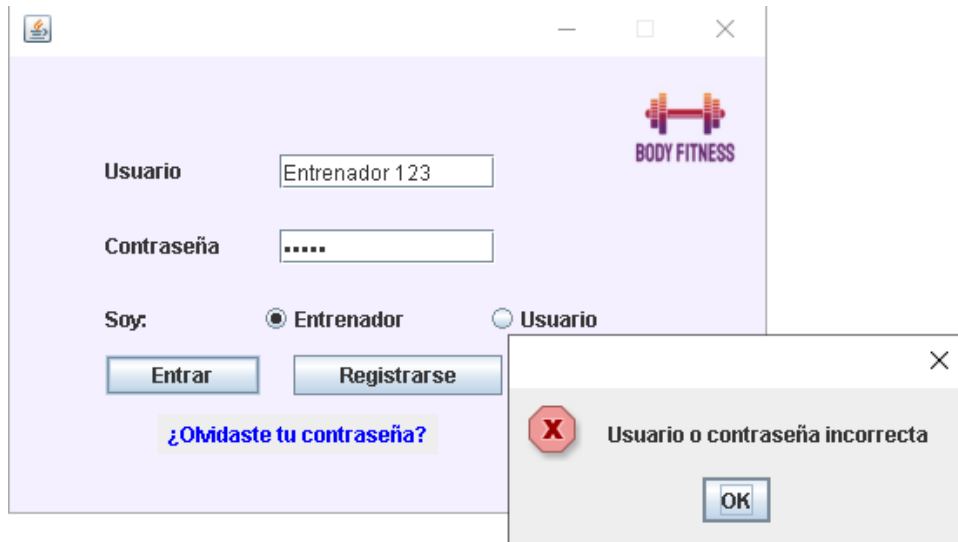 BODY FITNESS
Usuario
Entrenador 123
Contraseña
•••••
Soy:
Entrenador
Usuario
Entrar
Registrarse
¿Olvidaste tu contraseña?
X
Usuario o contraseña incorrecta
OK